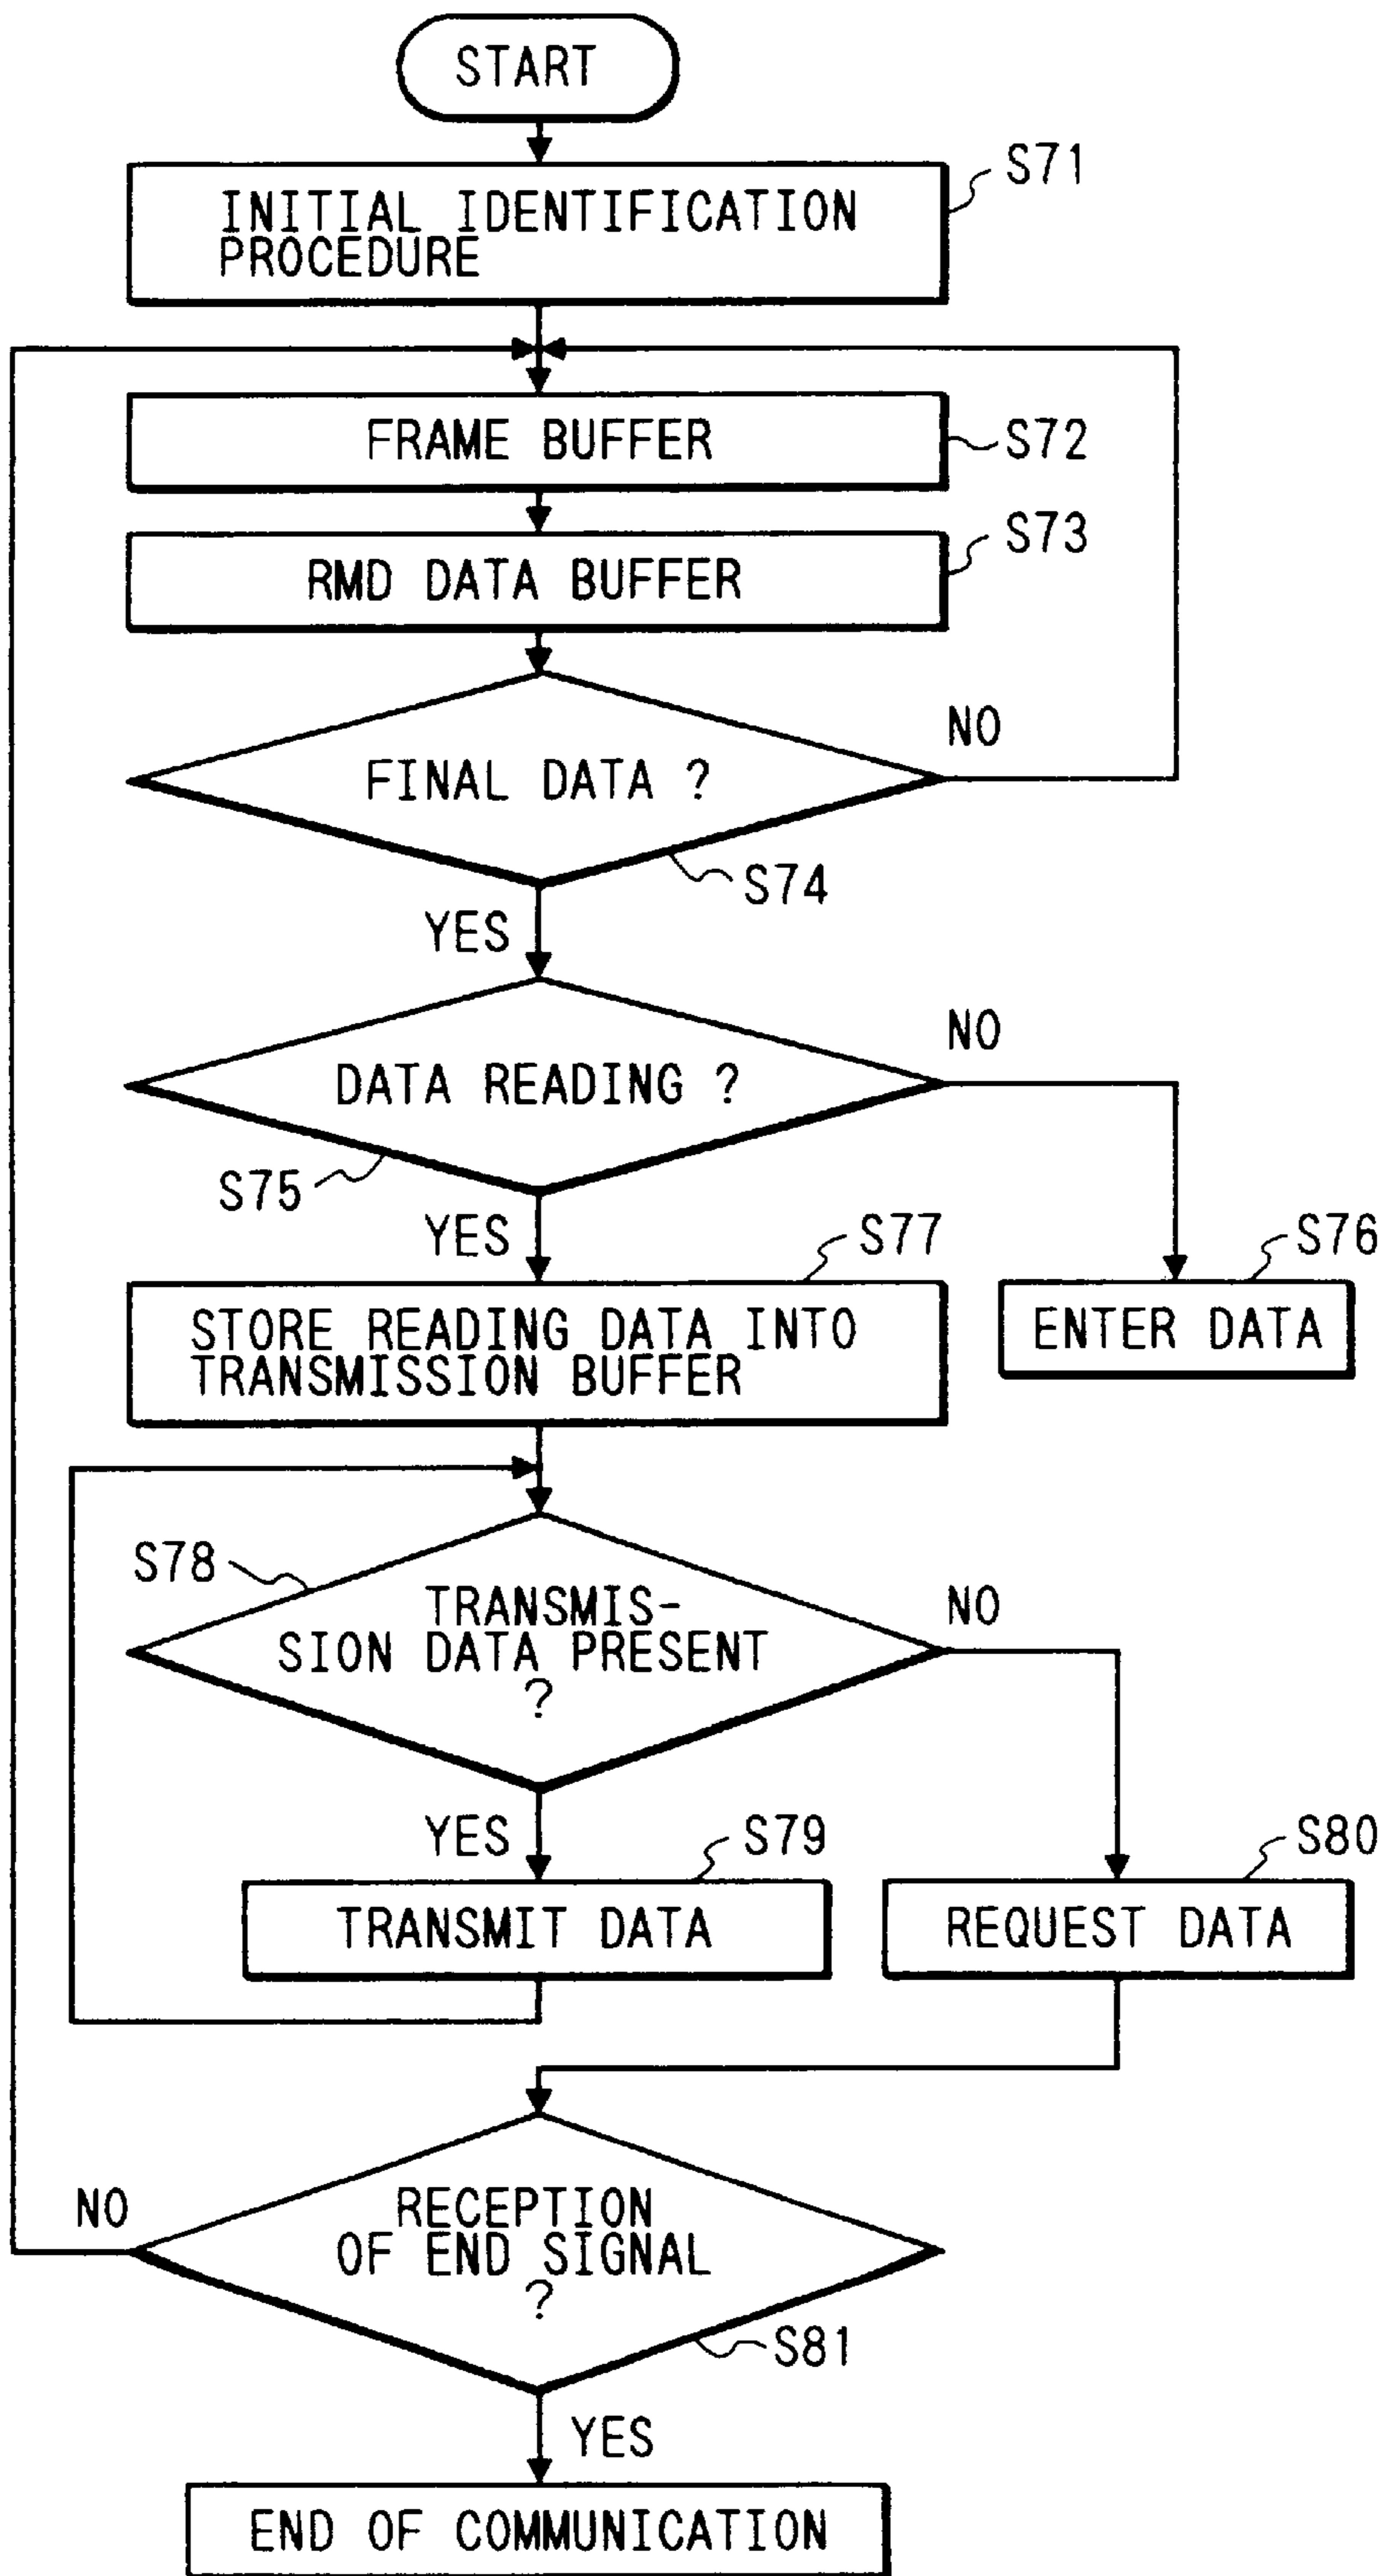 START
S71
INITIAL IDENTIFICATION
PROCEDURE
FRAME BUFFER
S72
S73
RMD DATA BUFFER
NO
FINAL DATA ?
S74
YES
NO
DATA READING ?
S75
YES
S77
S76
STORE READING DATA INTO
TRANSMISSION BUFFER
ENTER DATA
S78
TRANSMIS-
SION DATA PRESENT
?
NO
YES
S79
S80
TRANSMIT DATA
REQUEST DATA
NO
RECEPTION
OF END SIGNAL
?
S81
YES
END OF COMMUNICATION